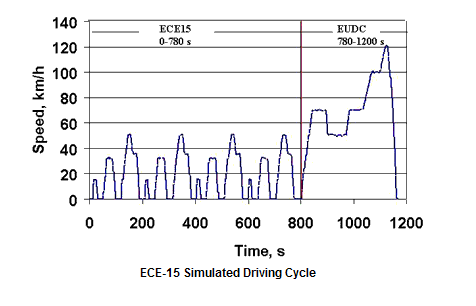 140
120
100
80
60
40
20
0
Speed, km/h
ECE15
0-780 s
EUDC
780-1200 s
0 200 400 600 800 1000 1200
Time, s
ECE-15 Simulated Driving Cycle